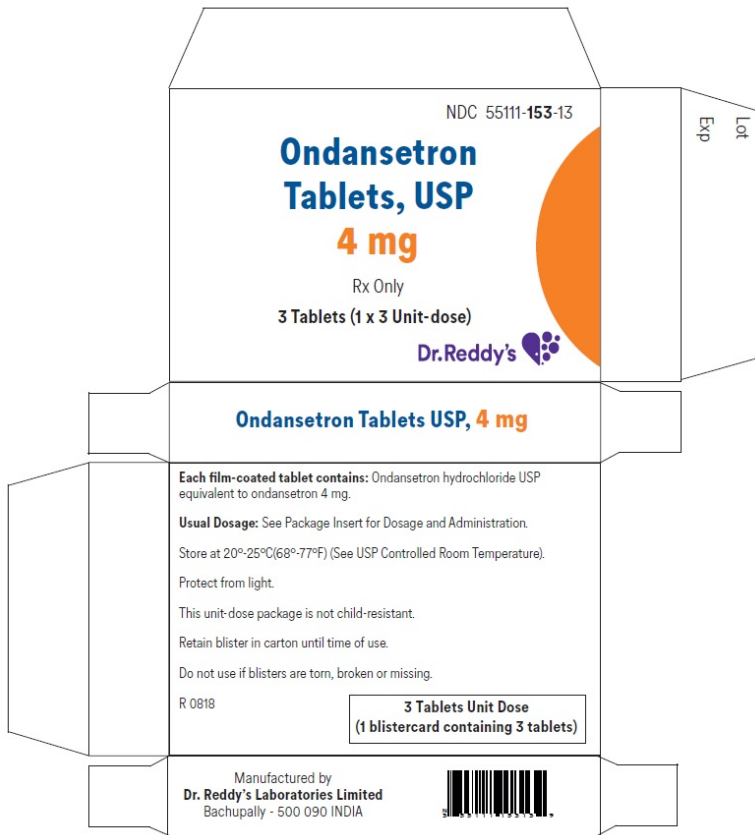 NDC 55111-153-13
Ondansetron
Tablets, USP
4 mg
Rx Only
3 Tablets (1 x 3 Unit-dose)
Dr.Reddy's
Lot
Exp
Ondansetron Tablets USP, 4 mg
Each film-coated tablet contains: Ondansetron hydrochloride USP
equivalent to ondansetron 4 mg.
Usual Dosage: See Package Insert for Dosage and Administration.
Store at 20º-25ºC(68º-77ºF) (See USP Controlled Room Temperature).
Protect from light.
This unit-dose package is not child-resistant.
Retain blister in carton until time of use.
Do not use if blisters are torn, broken or missing.
R 0818
3 Tablets Unit Dose
(1 blistercard containing 3 tablets)
Manufactured by
Dr. Reddy's Laboratories Limited
Bachupally - 500 090 INDIA